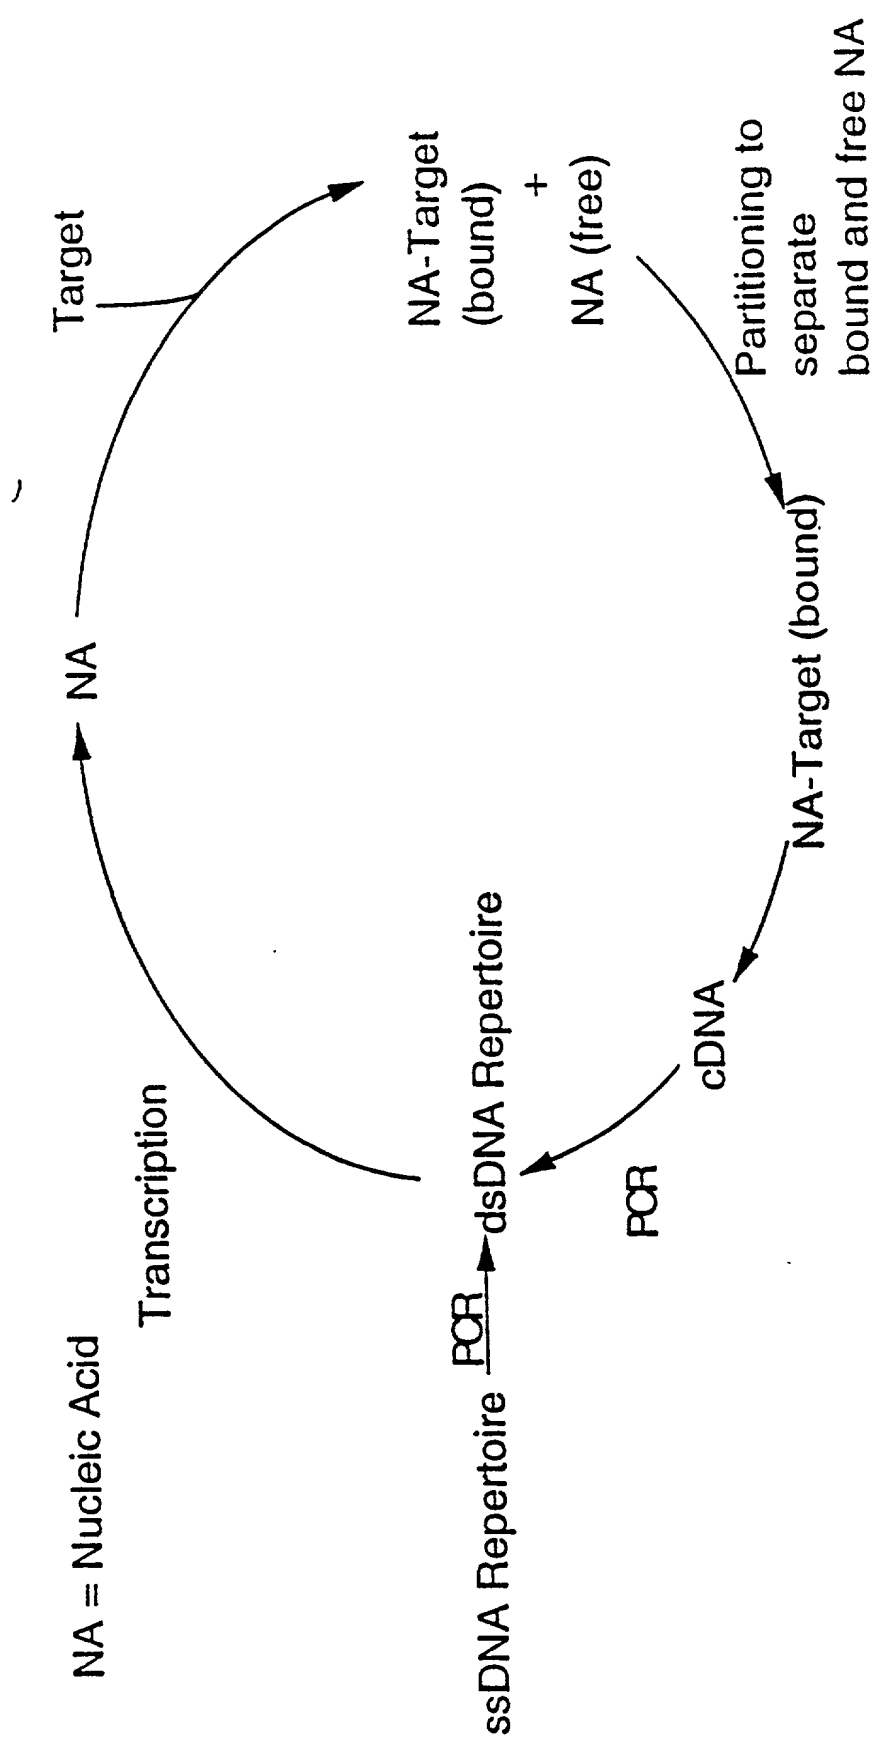 NA = Nucleic Acid
Transcription
NA
Target
ssDNA Repertoire
PCR
dsDNA Repertoire
NA-Target
(bound)
+
NA (free)
PCR
cDNA
NA-Target (bound)
Partitioning to
separate
bound and free NA